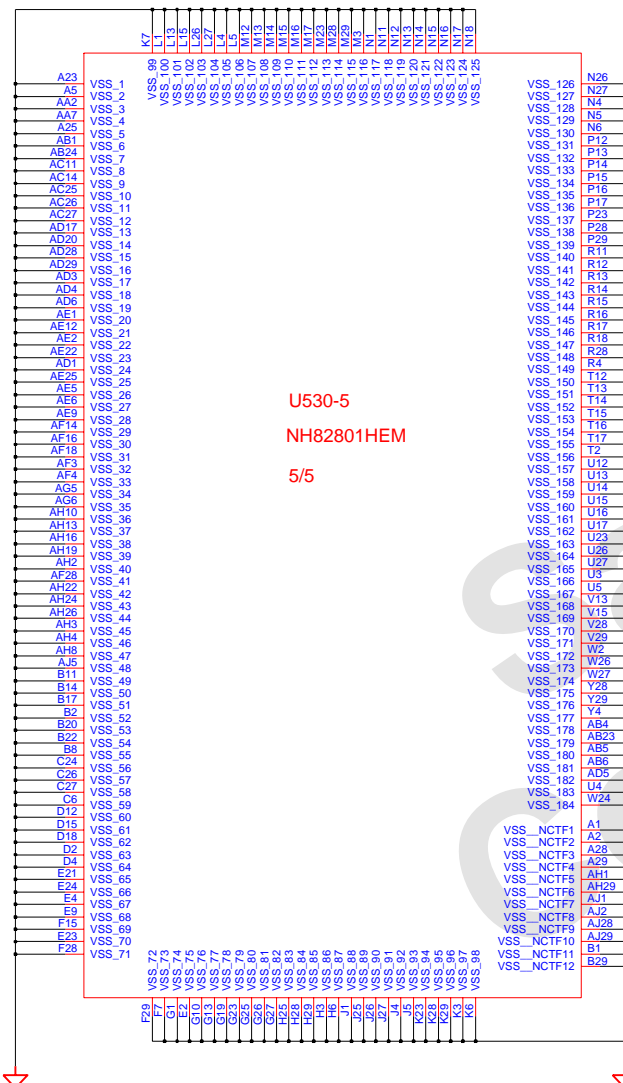 K7 L1 L13 L15 L26 L27 L4 L5 M12 M13 M14 M15 M16 M17 M23 M28 M29 M3 N1 N11 N12 N13 N14 N15 N16 N17 N18
VSS_99 VSS_100 VSS_101 VSS_102 VSS_103 VSS_104 VSS_105 VSS_106 VSS_107 VSS_108 VSS_109 VSS_110 VSS_111 VSS_112 VSS_113 VSS_114 VSS_115 VSS_116 VSS_117 VSS_118 VSS_119 VSS_120 VSS_121 VSS_122 VSS_123 VSS_124 VSS_125
A23 VSS_1
A5 VSS_2
AA2 VSS_3
AA7 VSS_4
A25 VSS_5
AB1 VSS_6
AB24 VSS_7
AC11 VSS_8
AC14 VSS_9
AC25 VSS_10
AC26 VSS_11
AC27 VSS_12
AD17 VSS_13
AD20 VSS_14
AD28 VSS_15
AD29 VSS_16
AD3 VSS_17
AD4 VSS_18
AD6 VSS_19
AE1 VSS_20
AE12 VSS_21
AE2 VSS_22
AE22 VSS_23
AD1 VSS_24
AE25 VSS_25
AE5 VSS_26
AE6 VSS_27
AE9 VSS_28
AF14 VSS_29
AF16 VSS_30
AF18 VSS_31
AF3 VSS_32
AF4 VSS_33
AG5 VSS_34
AG6 VSS_35
AH10 VSS_36
AH13 VSS_37
AH16 VSS_38
AH19 VSS_39
AH2 VSS_40
AF28 VSS_41
AH22 VSS_42
AH24 VSS_43
AH26 VSS_44
AH3 VSS_45
AH4 VSS_46
AH8 VSS_47
AJ5 VSS_48
B11 VSS_49
B14 VSS_50
B17 VSS_51
B2 VSS_52
B20 VSS_53
B22 VSS_54
B8 VSS_55
C24 VSS_56
C26 VSS_57
C27 VSS_58
C6 VSS_59
D12 VSS_60
D15 VSS_61
D18 VSS_62
D2 VSS_63
D4 VSS_64
E21 VSS_65
E24 VSS_66
E4 VSS_67
E9 VSS_68
F15 VSS_69
E23 VSS_70
F28 VSS_71
U530-5
NH82801HEM
5/5
VSS_126 N26
VSS_127 N27
VSS_128 N4
VSS_129 N5
VSS_130 N6
VSS_131 P12
VSS_132 P13
VSS_133 P14
VSS_134 P15
VSS_135 P16
VSS_136 P17
VSS_137 P23
VSS_138 P28
VSS_139 P29
VSS_140 R11
VSS_141 R12
VSS_142 R13
VSS_143 R14
VSS_144 R15
VSS_145 R16
VSS_146 R17
VSS_147 R18
VSS_148 R28
VSS_149 R4
VSS_150 T12
VSS_151 T13
VSS_152 T14
VSS_153 T15
VSS_154 T16
VSS_155 T17
VSS_156 T2
VSS_157 U12
VSS_158 U13
VSS_159 U14
VSS_160 U15
VSS_161 U16
VSS_162 U17
VSS_163 U23
VSS_164 U26
VSS_165 U27
VSS_166 U3
VSS_167 U5
VSS_168 V13
VSS_169 V15
VSS_170 V28
VSS_171 V29
VSS_172 W2
VSS_173 W26
VSS_174 W27
VSS_175 Y28
VSS_176 Y29
VSS_177 Y4
VSS_178 AB4
VSS_179 AB23
VSS_180 AB5
VSS_181 AB6
VSS_182 AD5
VSS_183 U4
VSS_184 W24
VSS__NCTF1 A1
VSS__NCTF2 A2
VSS__NCTF3 A28
VSS__NCTF4 A29
VSS__NCTF5 AH1
VSS__NCTF6 AH29
VSS__NCTF7 AJ1
VSS__NCTF8 AJ2
VSS__NCTF9 AJ28
VSS__NCTF10 AJ29
VSS__NCTF11 B1
VSS__NCTF12 B29
VSS_72 VSS_73 VSS_74 VSS_75 VSS_76 VSS_77 VSS_78 VSS_79 VSS_80 VSS_81 VSS_82 VSS_83 VSS_84 VSS_85 VSS_86 VSS_87 VSS_88 VSS_89 VSS_90 VSS_91 VSS_92 VSS_93 VSS_94 VSS_95 VSS_96 VSS_97 VSS_98
F29 F7 G1 E2 G10 G13 G19 G23 G25 G26 G27 H25 H28 H29 H3 H6 J1 J25 J26 J27 J4 J5 K23 K28 K29 K3 K6